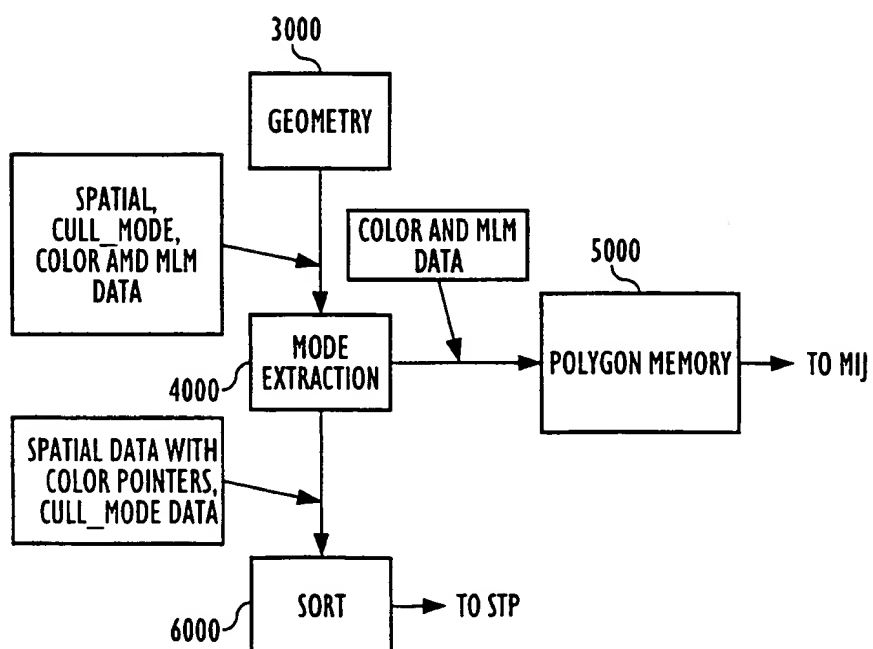 3000
GEOMETRY
SPATIAL,
CULL_MODE,
COLOR AMD MLM
DATA
COLOR AND MLM
DATA
5000
MODE
EXTRACTION
4000
POLYGON MEMORY
TO MIJ
SPATIAL DATA WITH
COLOR POINTERS,
CULL_MODE DATA
SORT
6000
TO STP